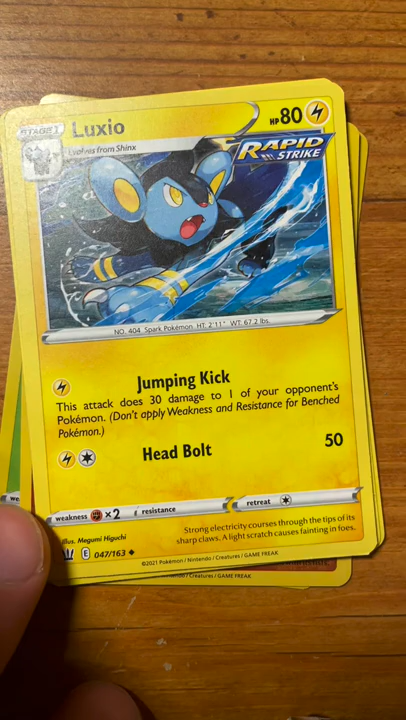 STAGE 1
Luxio
HP 80
Evolves from Shinx
RAPID
STRIKE
NO. 404 Spark Pokémon HT: 2'11" WT: 67.2 lbs.
Jumping Kick
This attack does 30 damage to 1 of your opponent's
Pokémon. (Don't apply Weakness and Resistance for Benched
Pokémon.)
Head Bolt 50
weakness ×2 resistance retreat
Strong electricity courses through the tips of its
sharp claws. A light scratch causes fainting in foes.
Illus. Megumi Higuchi
E 047/163
©2021 Pokémon / Nintendo / Creatures / GAME FREAK
we
Nintendo / Creatures / GAME FREAK